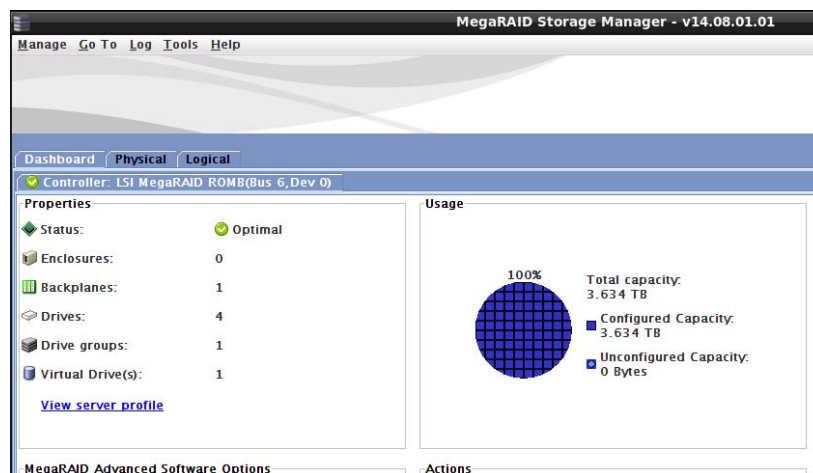 MegaRAID Storage Manager - v14.08.01.01
Manage Go To Log Tools Help
Dashboard Physical Logical
Controller: LSI MegaRAID ROMB(Bus 6,Dev 0)
Properties
Status: Optimal
Enclosures: 0
Backplanes: 1
Drives: 4
Drive groups: 1
Virtual Drive(s): 1
View server profile
Usage
100%
Total capacity:
3.634 TB
Configured Capacity:
3.634 TB
Unconfigured Capacity:
0 Bytes
MegaRAID Advanced Software Options
Actions